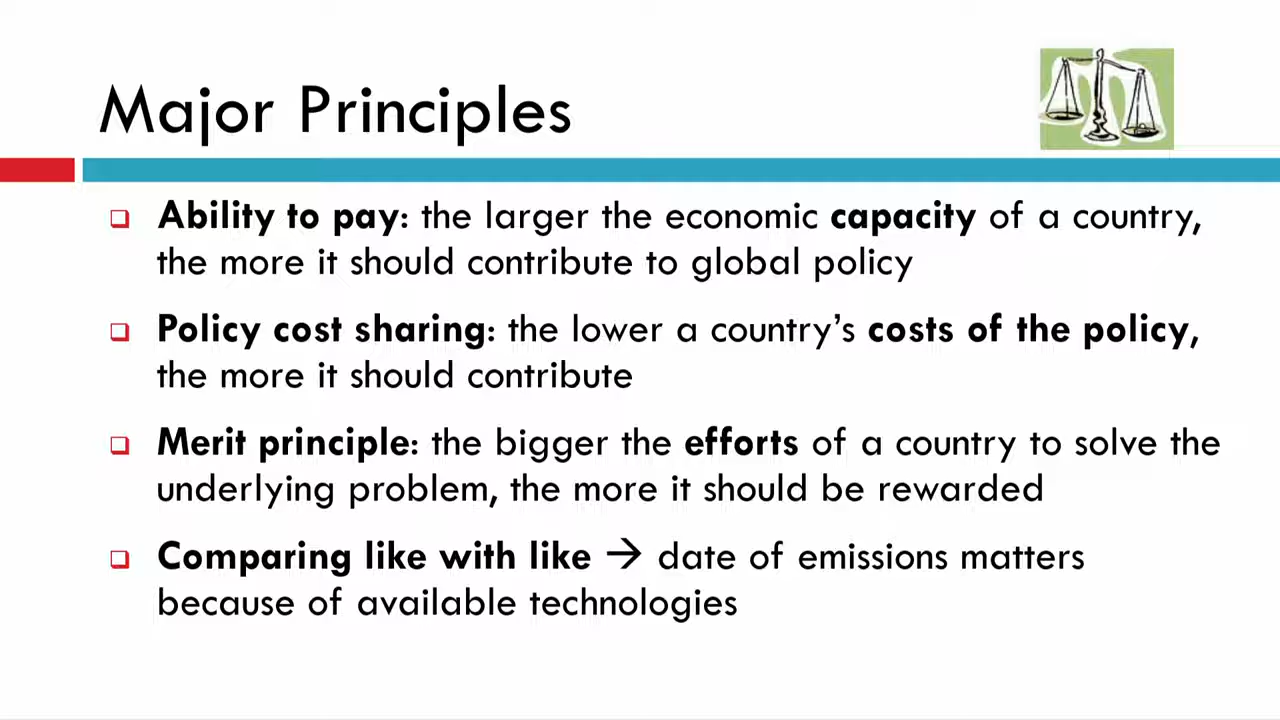 Major Principles
Ability to pay: the larger the economic capacity of a country,
the more it should contribute to global policy
Policy cost sharing: the lower a country’s costs of the policy,
the more it should contribute
Merit principle: the bigger the efforts of a country to solve the
underlying problem, the more it should be rewarded
Comparing like with like → date of emissions matters
because of available technologies